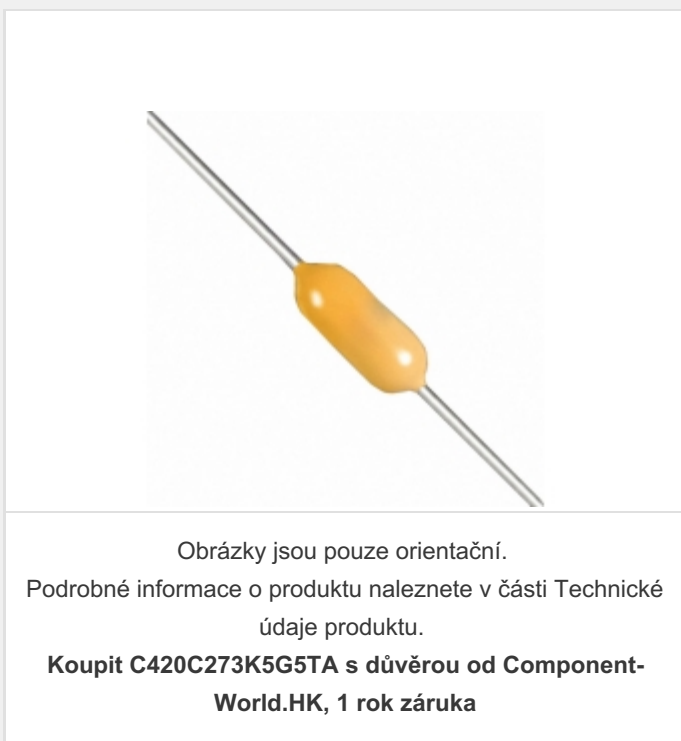 Obrázky jsou pouze orientační.
Podrobné informace o produktu naleznete v části Technické
údaje produktu.
Koupit C420C273K5G5TA s důvěrou od Component-
World.HK, 1 rok záruka